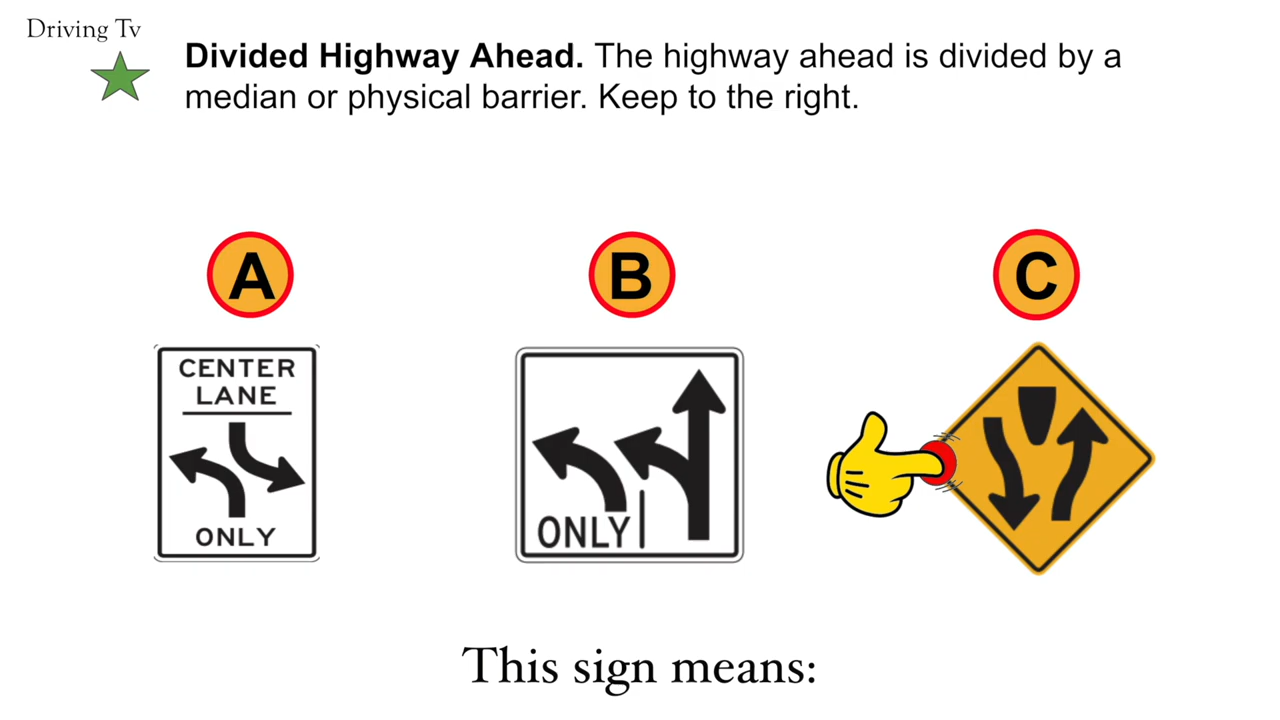 Driving Tv
Divided Highway Ahead. The highway ahead is divided by a
median or physical barrier. Keep to the right.
A
B
C
CENTER
LANE
ONLY
ONLY
This sign means: